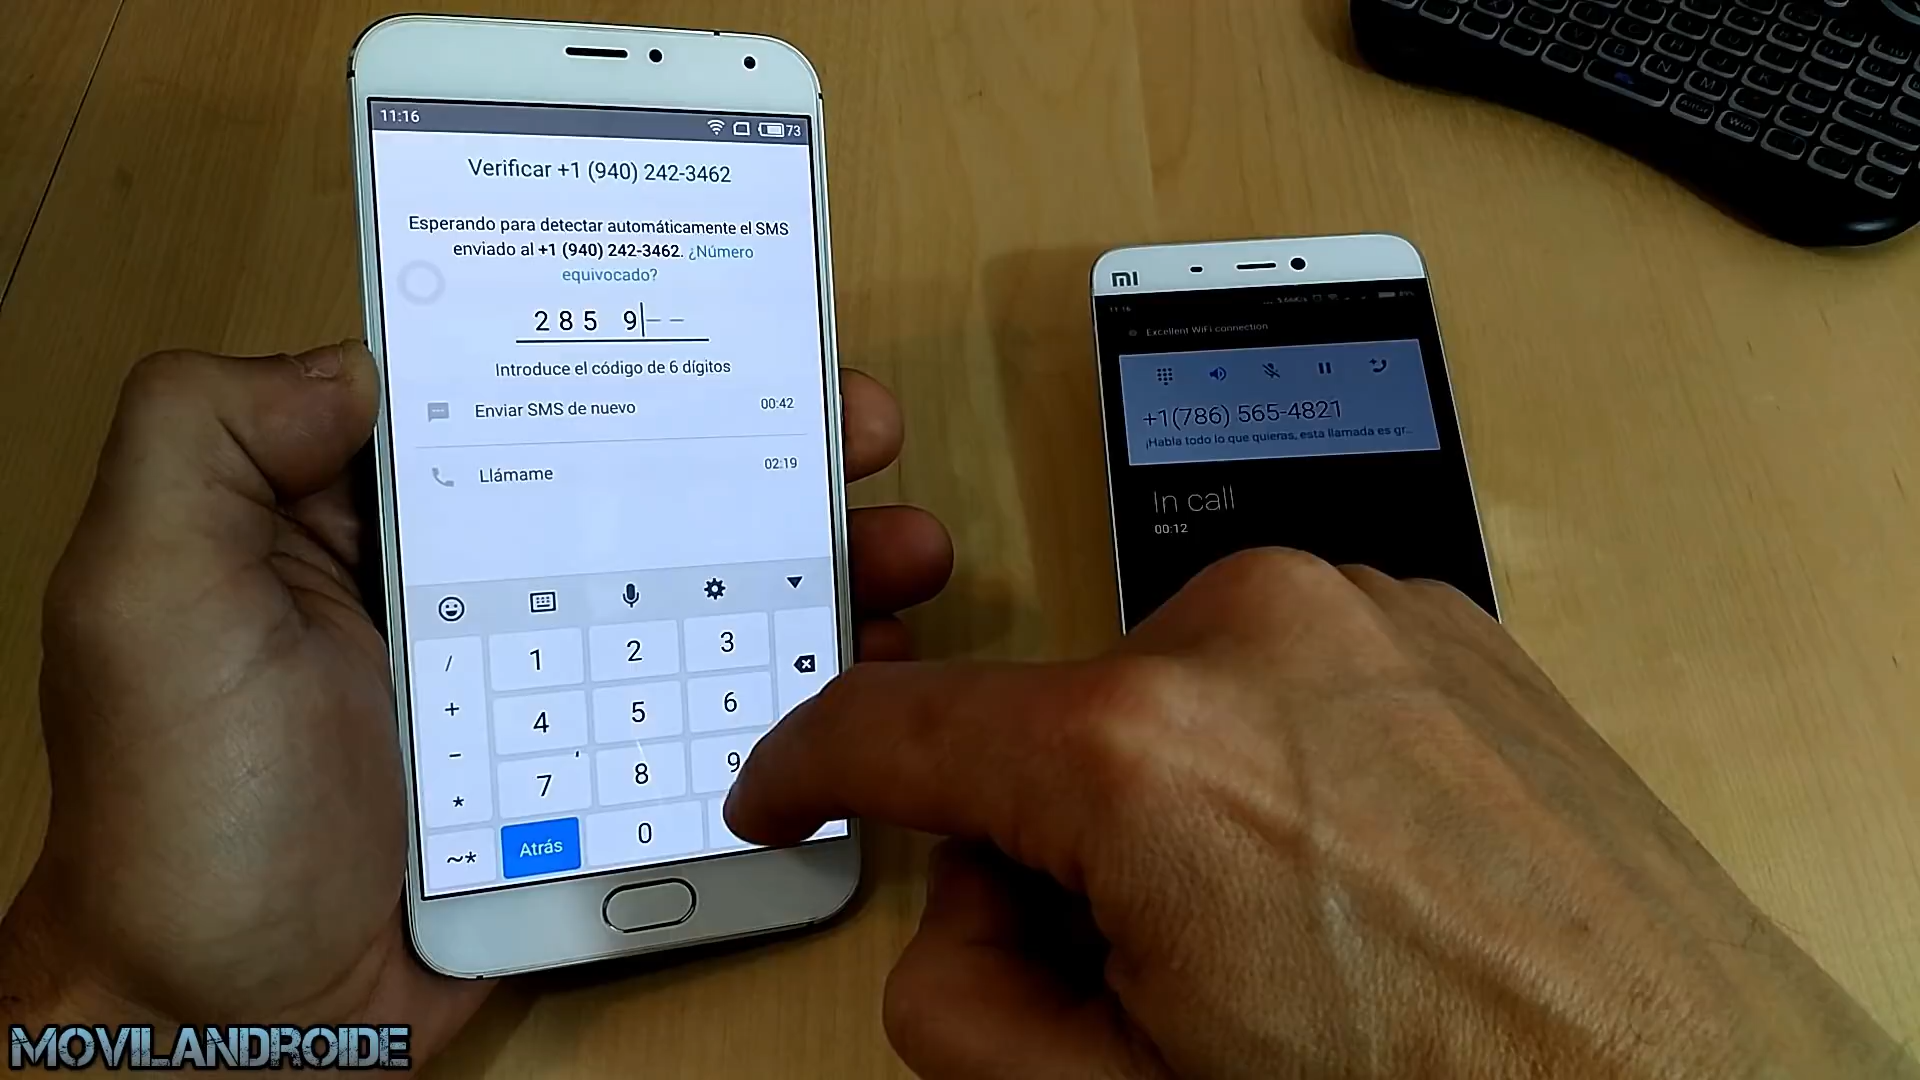 11:16
73
Verificar +1 (940) 242-3462
Esperando para detectar automáticamente el SMS
enviado al +1 (940) 242-3462. ¿Número
equivocado?
285 9
Introduce el código de 6 dígitos
Enviar SMS de nuevo 00:42
Llámame 02:19
/ 1 2 3
+ 4 5 6
- 7 8 9
*
~* Atrás 0
MI
11:16
Excellent WiFi connection
+1(786) 565-4821
¡Habla todo lo que quieras, esta llamada es gr...
In call
00:12
MOVILANDROIDE